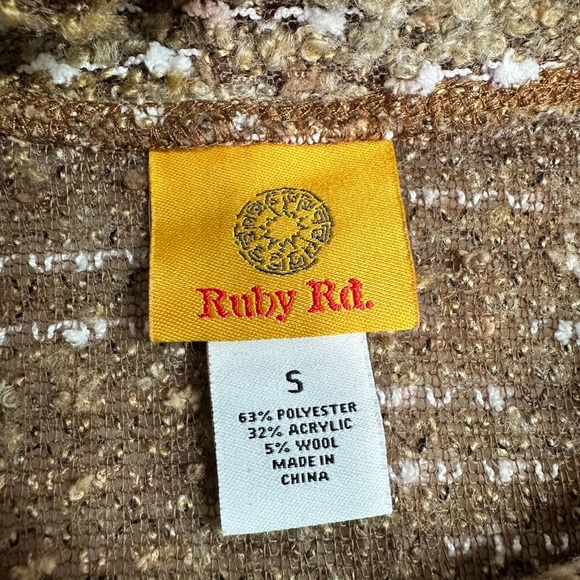 Ruby Rd.
S
63% POLYESTER
32% ACRYLIC
5% WOOL
MADE IN
CHINA